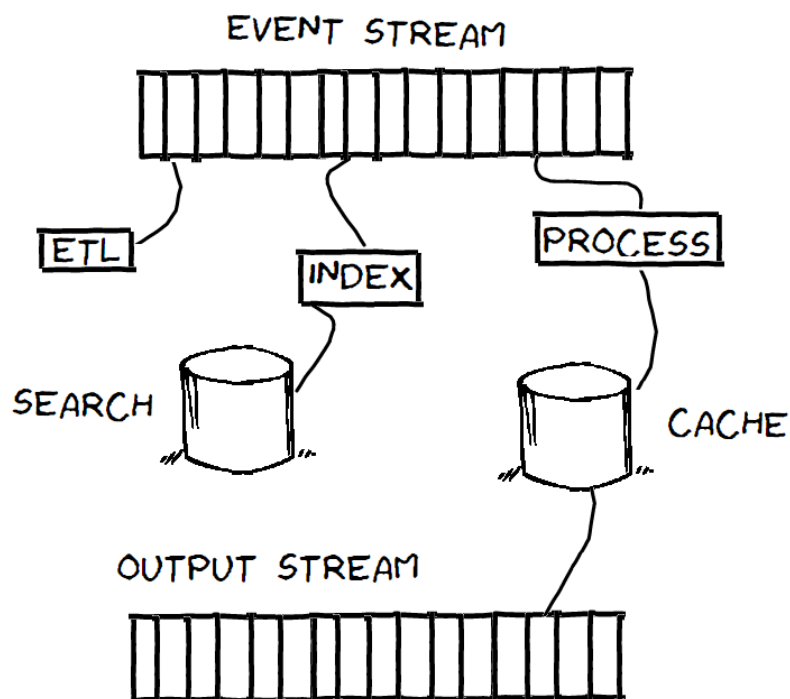 EVENT STREAM
ETL
INDEX
PROCESS
SEARCH
CACHE
OUTPUT STREAM